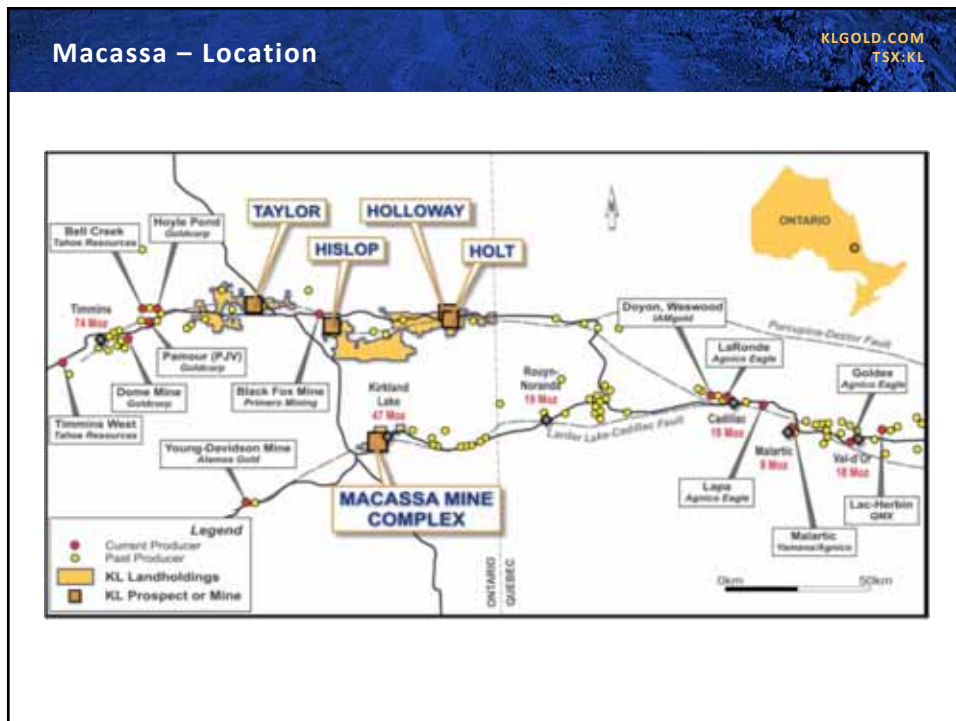 Macassa – Location
KLGOLD.COM
TSX:KL
TAYLOR
HOLLOWAY
HISLOP
HOLT
ONTARIO
Bell Creek
Tahoe Resources
Hoyle Pond
Goldcorp
Timmins
74 Moz
Pamour (PJV)
Goldcorp
Dome Mine
Goldcorp
Black Fox Mine
Primero Mining
Timmins West
Tahoe Resources
Young-Davidson Mine
Alamos Gold
Kirkland
Lake
47 Moz
MACASSA MINE
COMPLEX
Rouyn-
Noranda
19 Moz
Larder Lake-Cadillac Fault
Doyon, Weswood
IAMgold
Porcupine-Destor Fault
LaRonde
Agnico Eagle
Goldex
Agnico Eagle
Cadillac
15 Moz
Malartic
9 Moz
Val-d'Or
18 Moz
Lapa
Agnico Eagle
Lac-Herbin
QMX
Malartic
Yamana/Agnico
Legend
Current Producer
Past Producer
KL Landholdings
KL Prospect or Mine
ONTARIO
QUEBEC
0km
50km